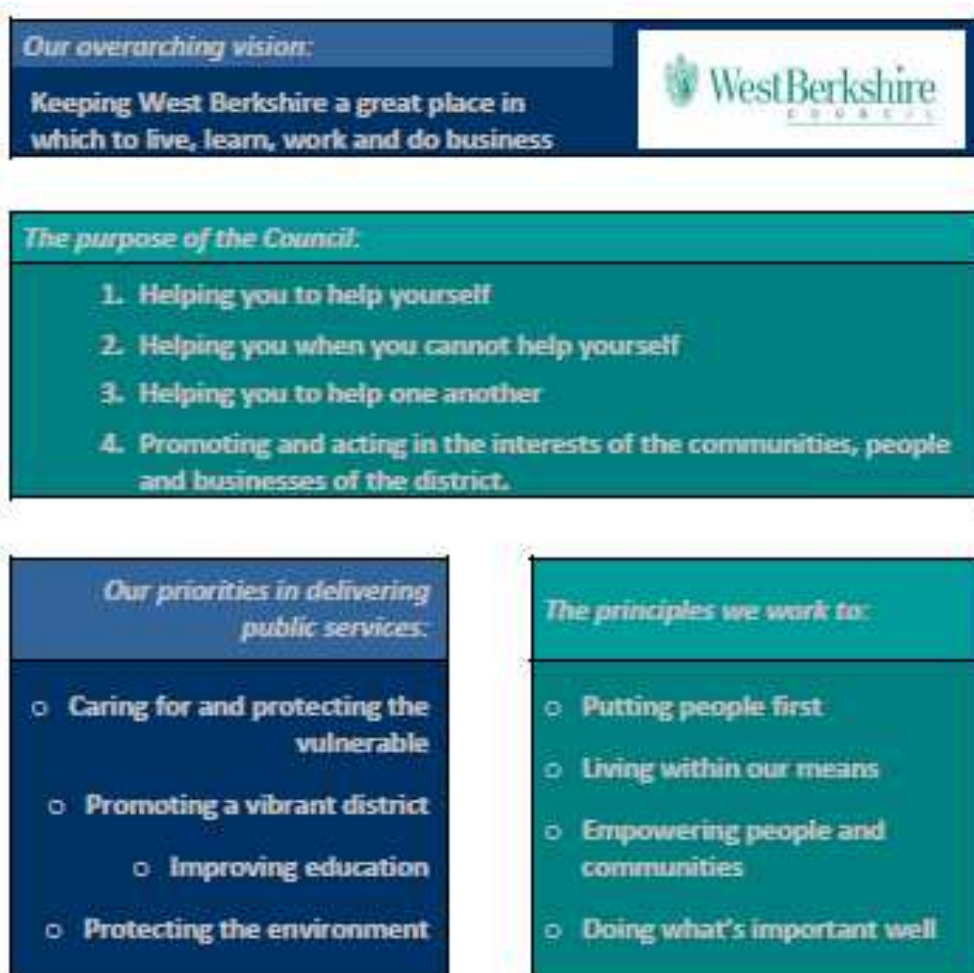 Our overarching vision:
Keeping West Berkshire a great place in
which to live, learn, work and do business
WestBerkshire
COUNCIL
The purpose of the Council:
1. Helping you to help yourself
2. Helping you when you cannot help yourself
3. Helping you to help one another
4. Promoting and acting in the interests of the communities, people
and businesses of the district.
Our priorities in delivering
public services:
o Caring for and protecting the
vulnerable
o Promoting a vibrant district
o Improving education
o Protecting the environment
The principles we work to:
o Putting people first
o Living within our means
o Empowering people and
communities
o Doing what's important well